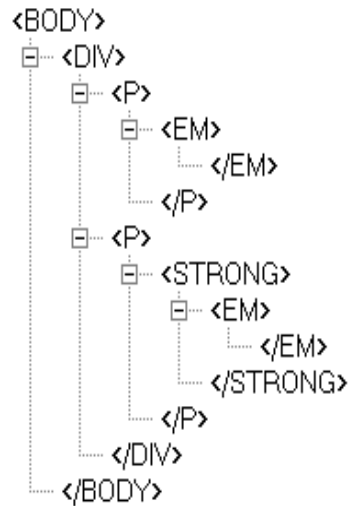 <BODY>
<DIV>
<P>
<EM>
</EM>
</P>
<P>
<STRONG>
<EM>
</EM>
</STRONG>
</P>
</DIV>
</BODY>